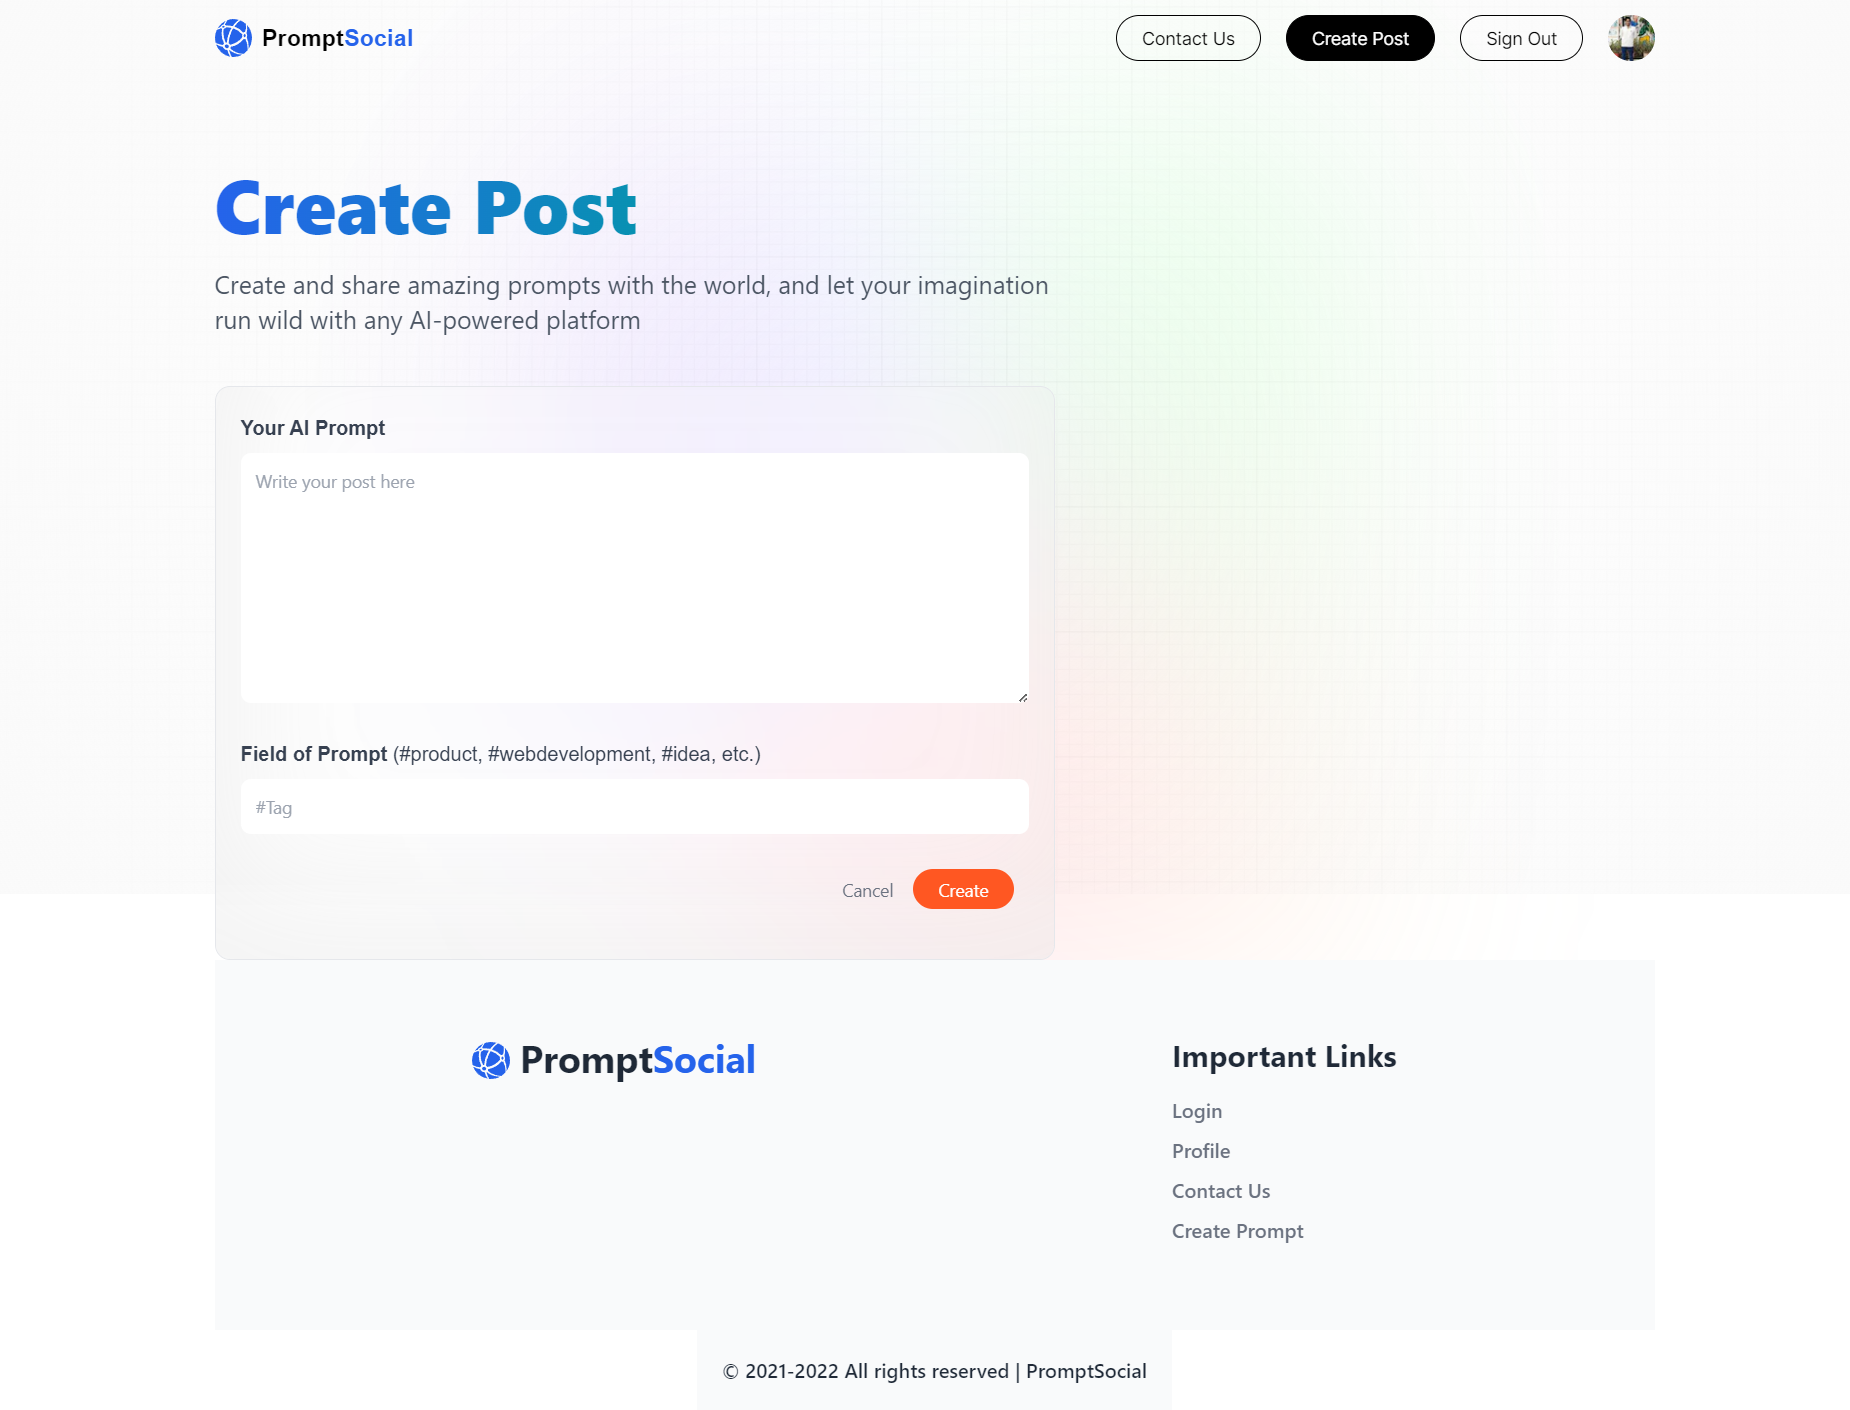 PromptSocial
Contact Us
Create Post
Sign Out
Create Post
Create and share amazing prompts with the world, and let your imagination
run wild with any AI-powered platform
Your AI Prompt
Write your post here
Field of Prompt (#product, #webdevelopment, #idea, etc.)
#Tag
Cancel
Create
PromptSocial
Important Links
Login
Profile
Contact Us
Create Prompt
© 2021-2022 All rights reserved | PromptSocial